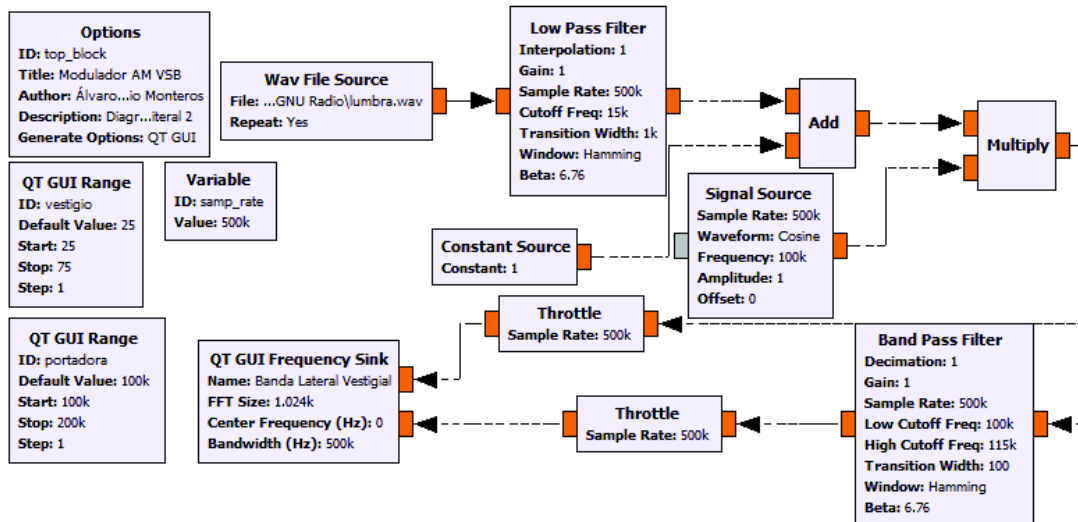 Options
ID: top_block
Title: Modulador AM VSB
Author: Álvaro...io Monteros
Description: Diagr...iteral 2
Generate Options: QT GUI
Wav File Source
File: ...GNU Radio\lumbra.wav
Repeat: Yes
Low Pass Filter
Interpolation: 1
Gain: 1
Sample Rate: 500k
Cutoff Freq: 15k
Transition Width: 1k
Window: Hamming
Beta: 6.76
Add
Multiply
QT GUI Range
ID: vestigio
Default Value: 25
Start: 25
Stop: 75
Step: 1
Variable
ID: samp_rate
Value: 500k
Constant Source
Constant: 1
Signal Source
Sample Rate: 500k
Waveform: Cosine
Frequency: 100k
Amplitude: 1
Offset: 0
QT GUI Range
ID: portadora
Default Value: 100k
Start: 100k
Stop: 200k
Step: 1
QT GUI Frequency Sink
Name: Banda Lateral Vestigial
FFT Size: 1.024k
Center Frequency (Hz): 0
Bandwidth (Hz): 500k
Throttle
Sample Rate: 500k
Throttle
Sample Rate: 500k
Band Pass Filter
Decimation: 1
Gain: 1
Sample Rate: 500k
Low Cutoff Freq: 100k
High Cutoff Freq: 115k
Transition Width: 100
Window: Hamming
Beta: 6.76